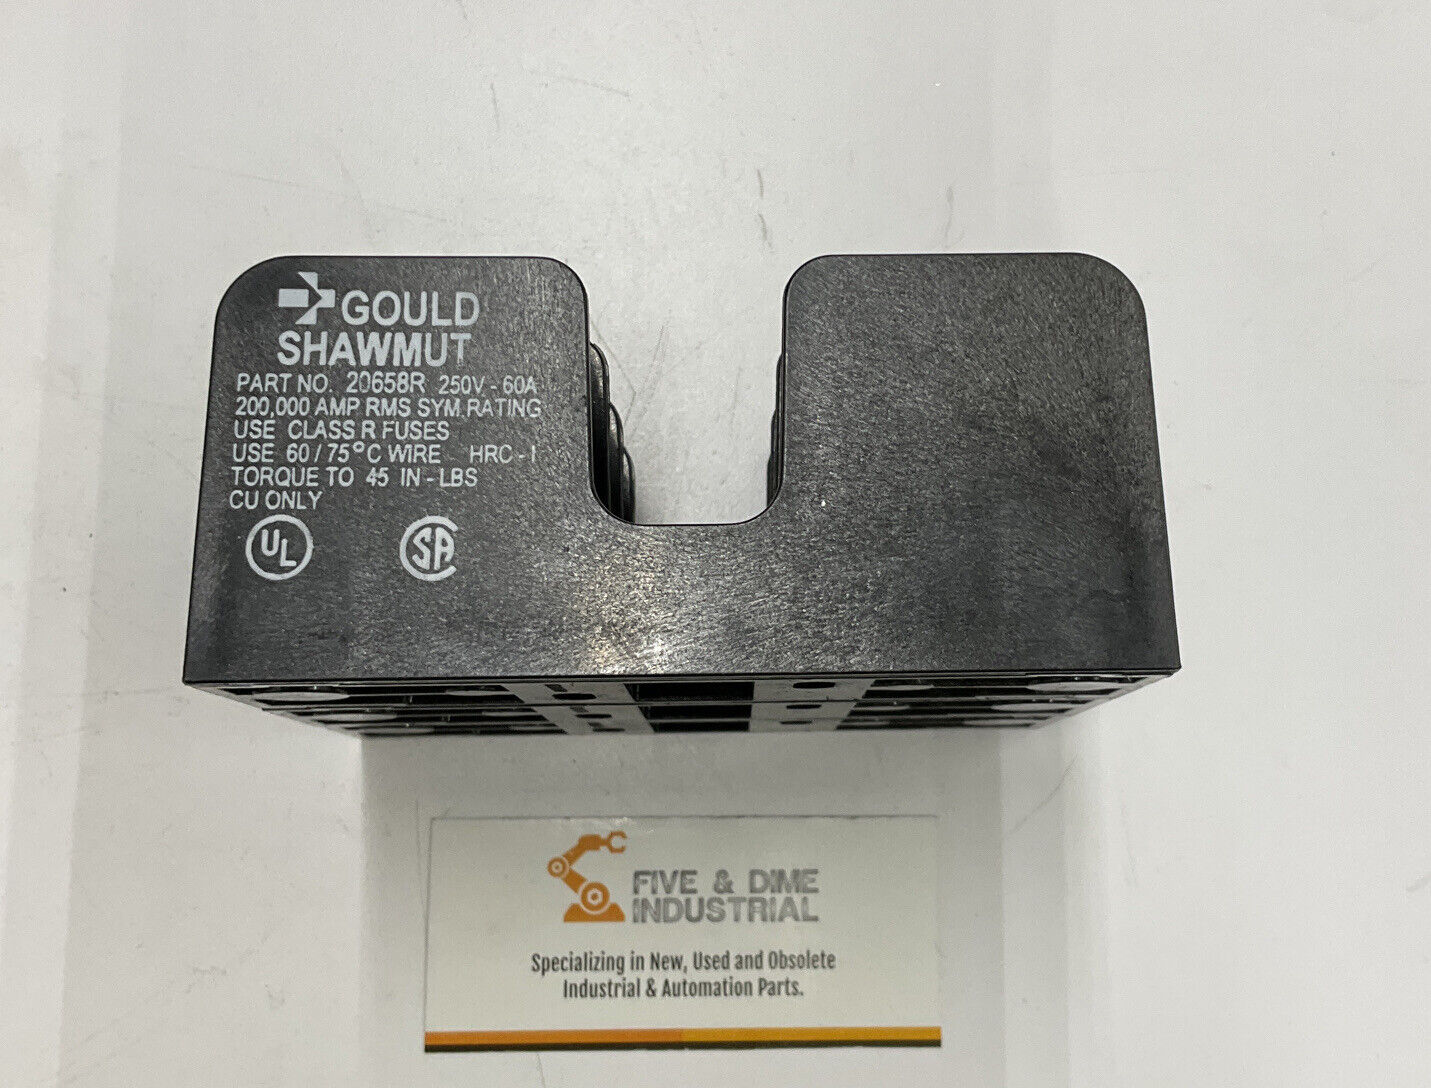 GOULD
SHAWMUT
PART NO. 20658R 250V - 60A
200,000 AMP RMS SYM.RATING
USE CLASS R FUSES
USE 60 / 75°C WIRE HRC - I
TORQUE TO 45 IN - LBS
CU ONLY
UL
SA
FIVE & DIME
INDUSTRIAL
Specializing in New, Used and Obsolete
Industrial & Automation Parts.